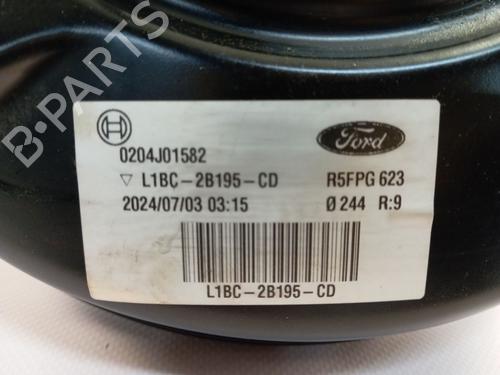 B-PARTS
Ford
0204J01582
▽ L1BC-2B195-CD R5FPG 623
2024/07/03 03:15 Ø 244 R:9
L1BC-2B195-CD